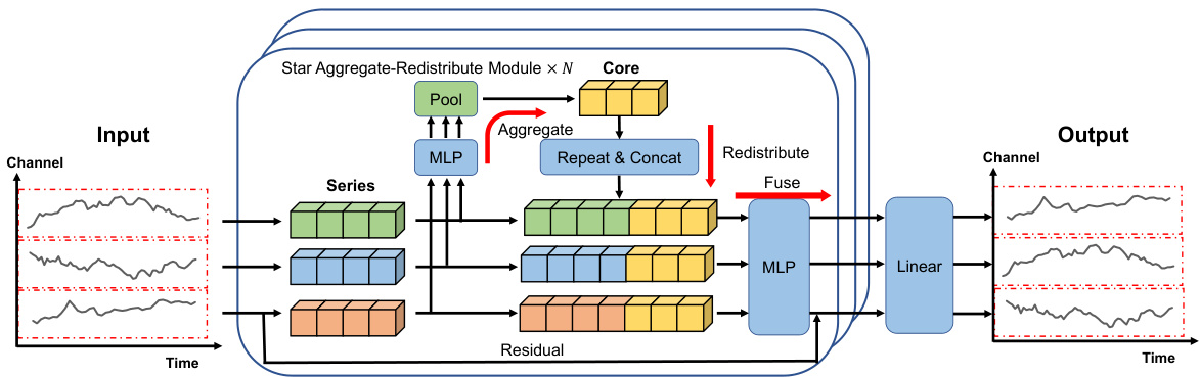 Star Aggregate-Redistribute Module × N
Core
Pool
Aggregate
Input
Output
MLP
Repeat & Concat
Redistribute
Channel
Channel
Series
Fuse
MLP
Linear
Residual
Time
Time